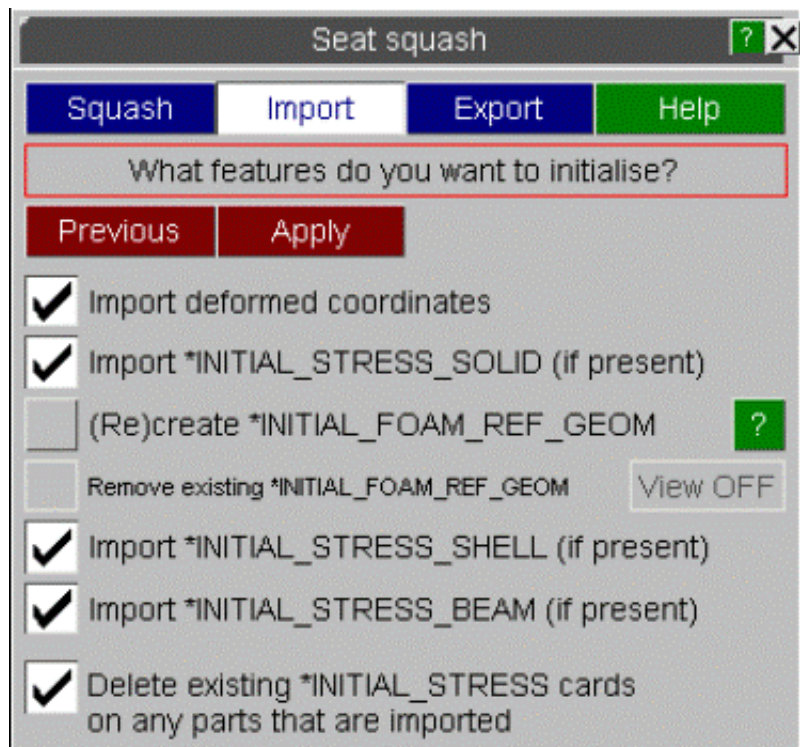 Seat squash ?
Squash Import Export Help
What features do you want to initialise?
Previous Apply
Import deformed coordinates
Import *INITIAL_STRESS_SOLID (if present)
(Re)create *INITIAL_FOAM_REF_GEOM ?
Remove existing *INITIAL_FOAM_REF_GEOM View OFF
Import *INITIAL_STRESS_SHELL (if present)
Import *INITIAL_STRESS_BEAM (if present)
Delete existing *INITIAL_STRESS cards
on any parts that are imported